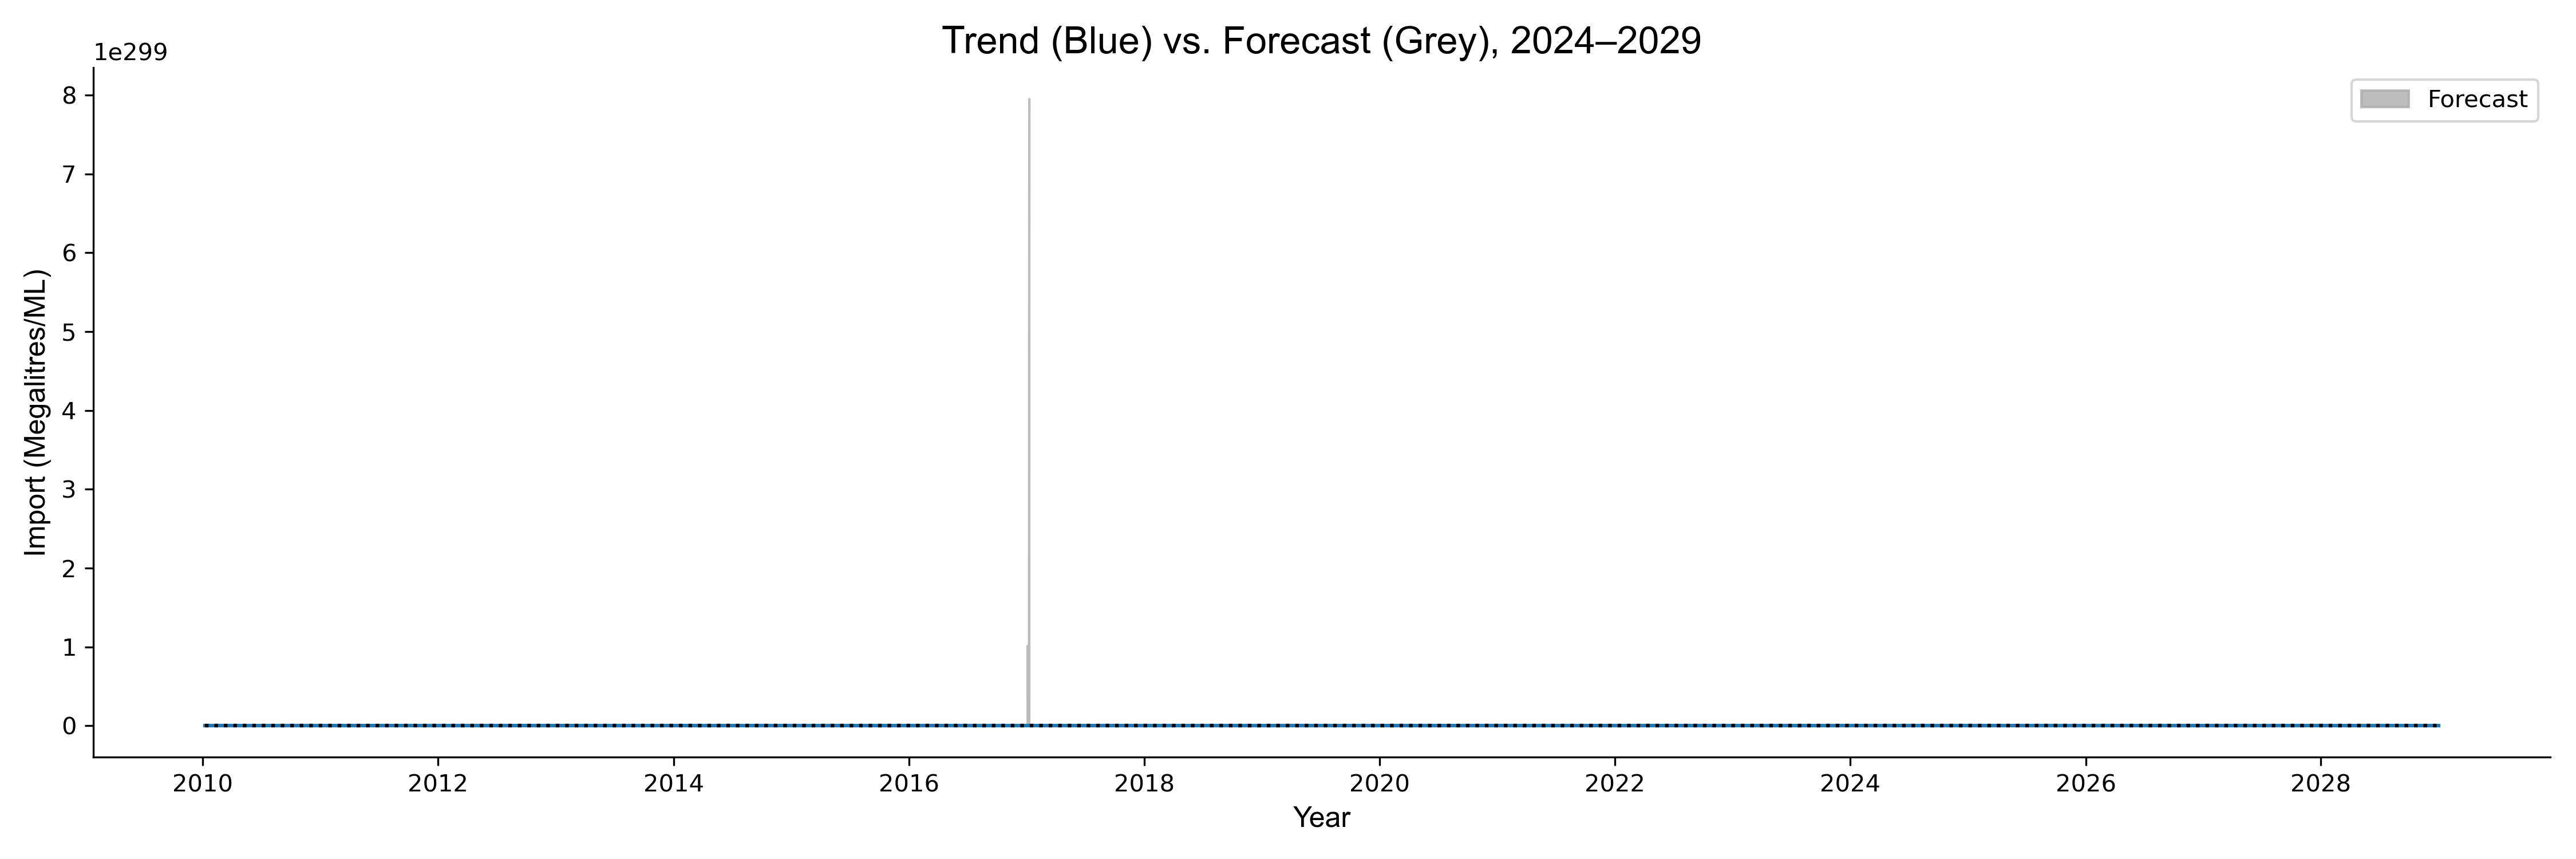 Trend (Blue) vs. Forecast (Grey), 2024–2029
1e299
Forecast
8
7
6
5
4
3
2
1
0
Import (Megalitres/ML)
2010 2012 2014 2016 2018 2020 2022 2024 2026 2028
Year